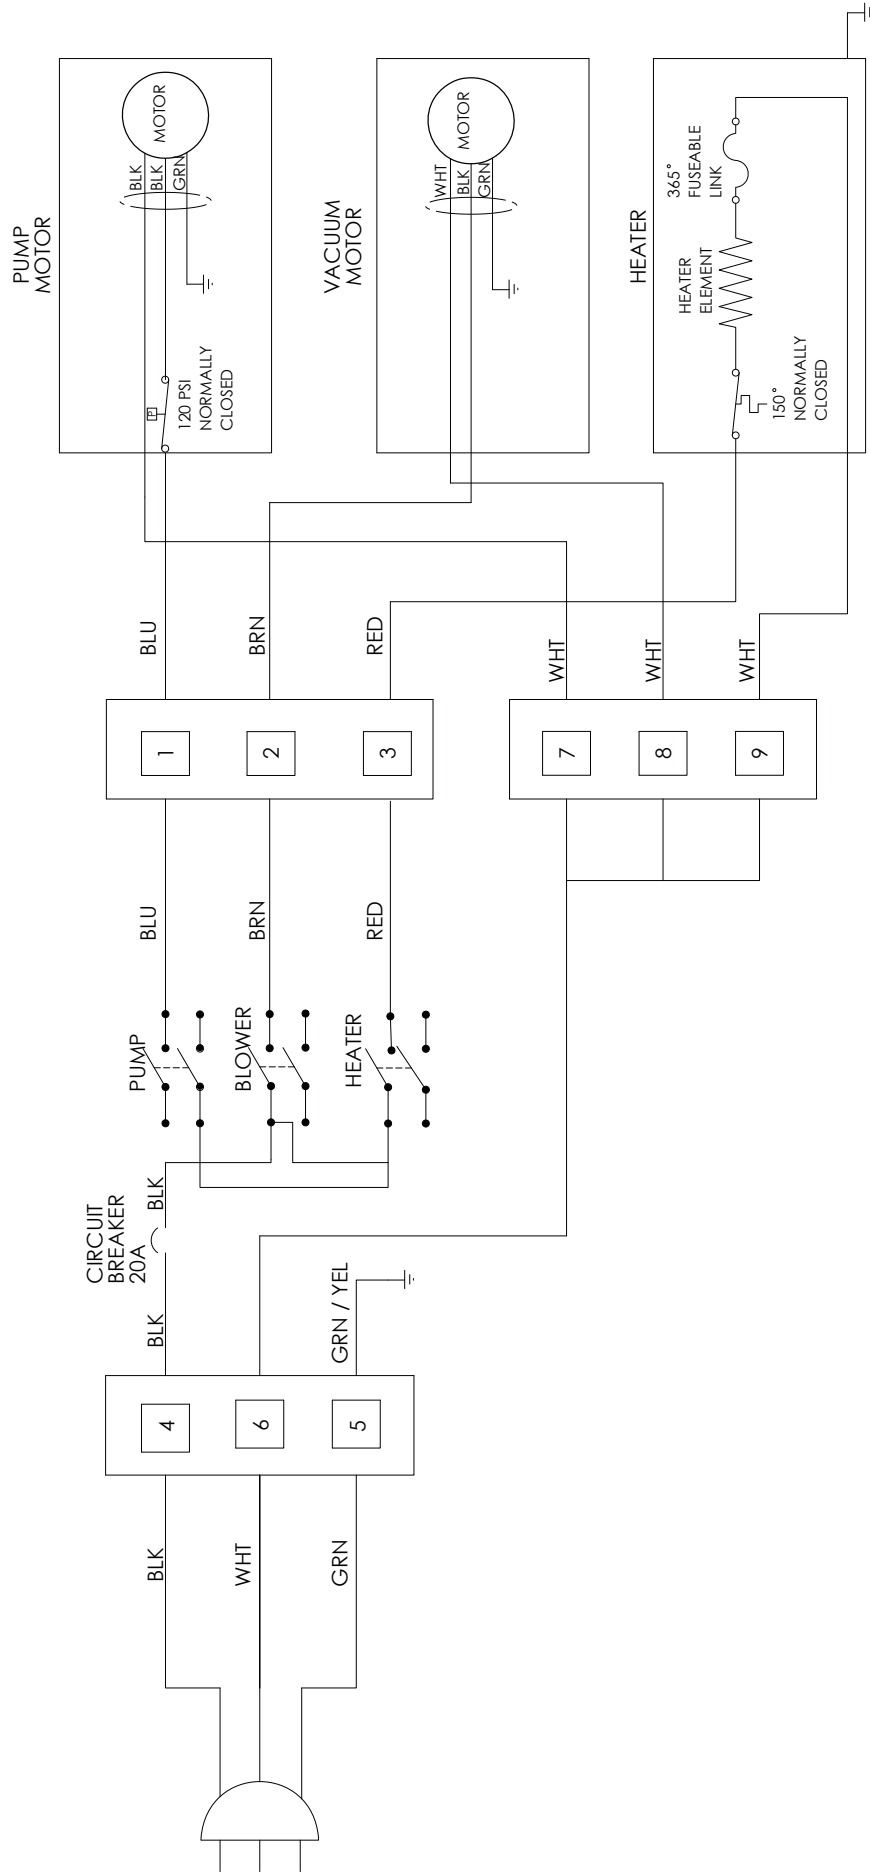 PUMP
MOTOR
MOTOR
BLK
BLK
GRN
P
120 PSI
NORMALLY
CLOSED
VACUUM
MOTOR
MOTOR
WHT
BLK
GRN
HEATER
365°
FUSEABLE
LINK
HEATER
ELEMENT
150°
NORMALLY
CLOSED
BLU
BRN
RED
WHT
WHT
WHT
1
2
3
7
8
9
BLU
BRN
RED
PUMP
BLOWER
HEATER
CIRCUIT
BREAKER
20A
BLK
BLK
GRN / YEL
4
6
5
BLK
WHT
GRN